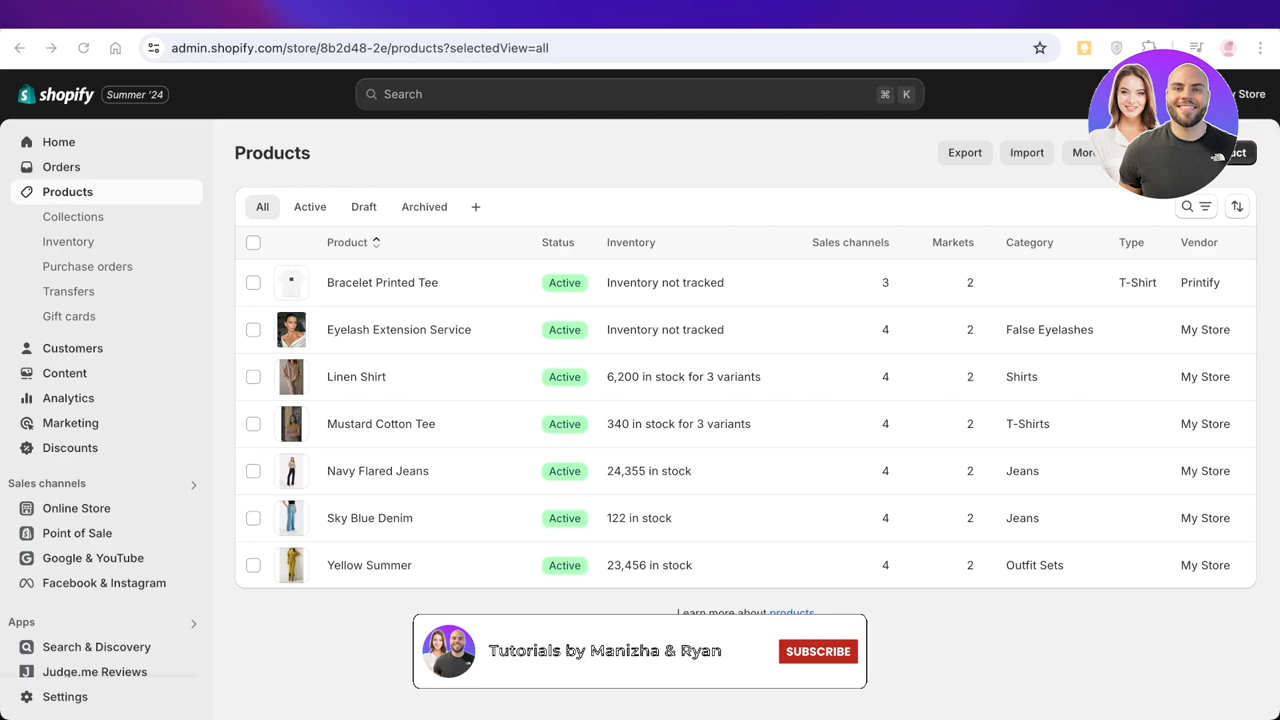 admin.shopify.com/store/8b2d48-2e/products?selectedView=all
shopify Summer '24 Search ⌘ K Store
Home
Orders
Products
Collections
Inventory
Purchase orders
Transfers
Gift cards
Customers
Content
Analytics
Marketing
Discounts
Sales channels
Online Store
Point of Sale
Google & YouTube
Facebook & Instagram
Apps
Search & Discovery
Judge.me Reviews
Settings
Products Export Import
All Active Draft Archived
Product Status Inventory Sales channels Markets Category Type Vendor
Bracelet Printed Tee Active Inventory not tracked 3 2 T-Shirt Printify
Eyelash Extension Service Active Inventory not tracked 4 2 False Eyelashes My Store
Linen Shirt Active 6,200 in stock for 3 variants 4 2 Shirts My Store
Mustard Cotton Tee Active 340 in stock for 3 variants 4 2 T-Shirts My Store
Navy Flared Jeans Active 24,355 in stock 4 2 Jeans My Store
Sky Blue Denim Active 122 in stock 4 2 Jeans My Store
Yellow Summer Active 23,456 in stock 4 2 Outfit Sets My Store
Learn more about products
Tutorials by Manizha & Ryan SUBSCRIBE